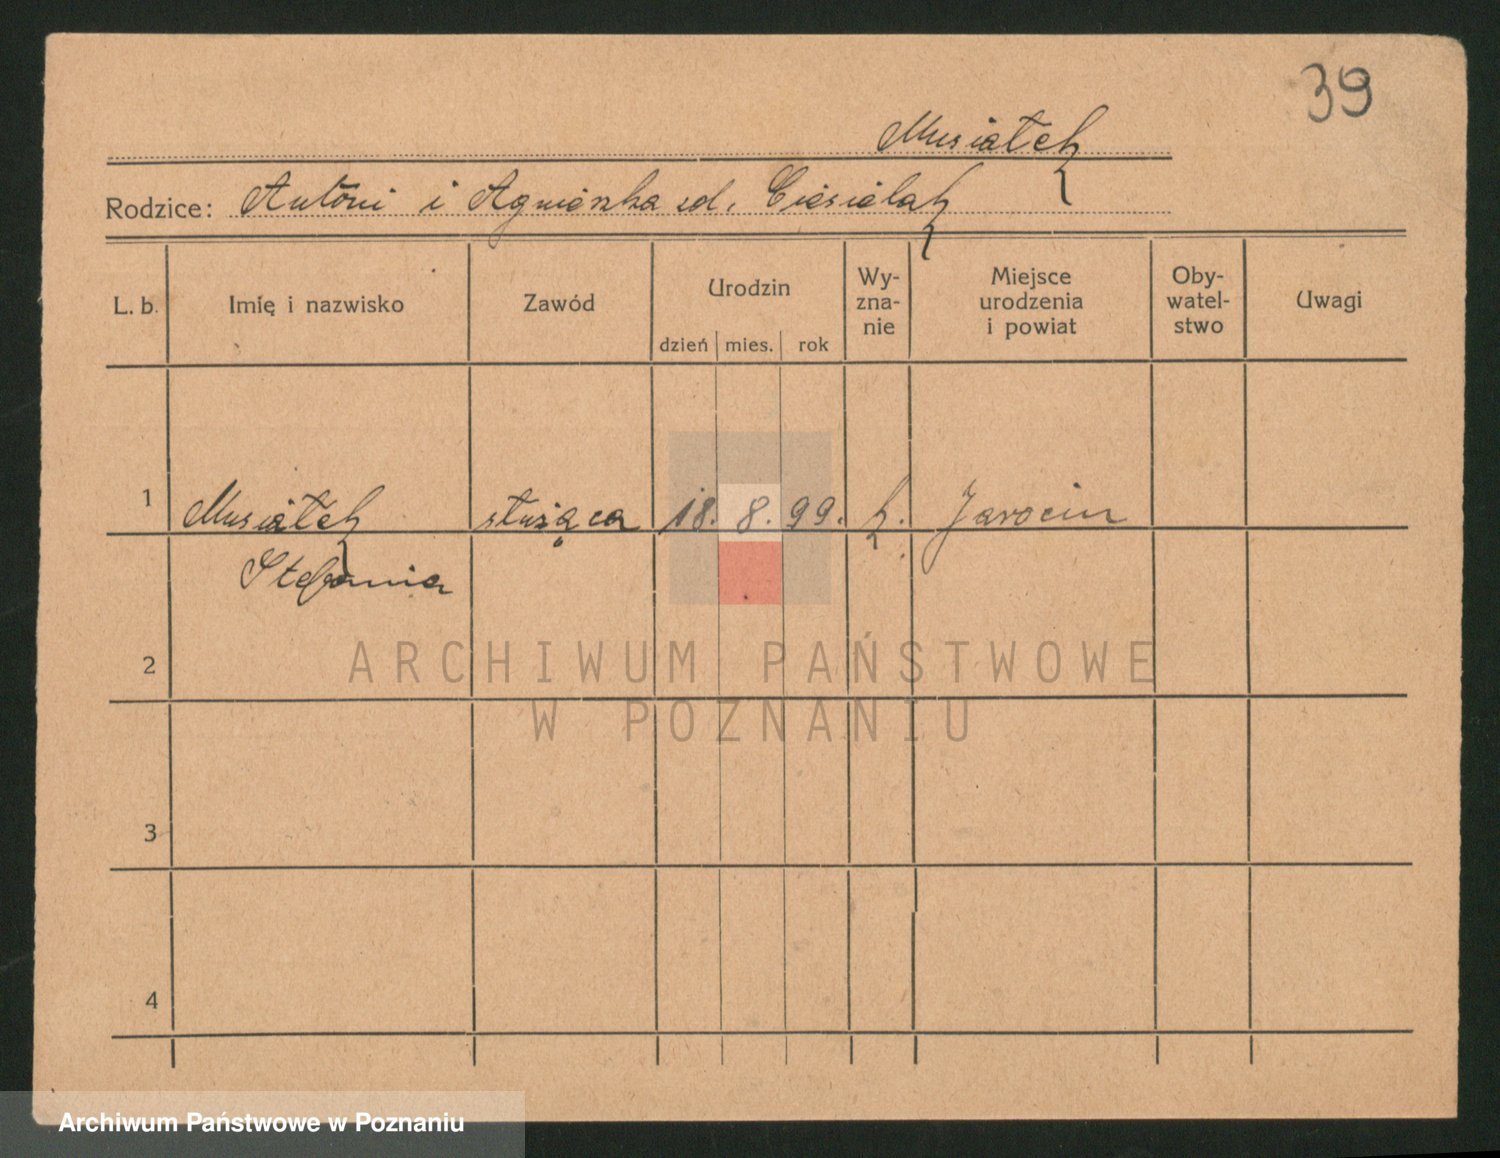 39
Musiałek
Rodzice: Antoni i Agnieszka zd. Ciesielak
L. b. Imię i nazwisko Zawód Urodzin Wy-zna-nie Miejsce urodzenia i powiat Oby-watel-stwo Uwagi
dzień mies. rok
1 Musiałek służąca 18. 8. 99. k. Jarocin
Stefania
2
ARCHIWUM PAŃSTWOWE
W POZNANIU
3
4
Archiwum Państwowe w Poznaniu